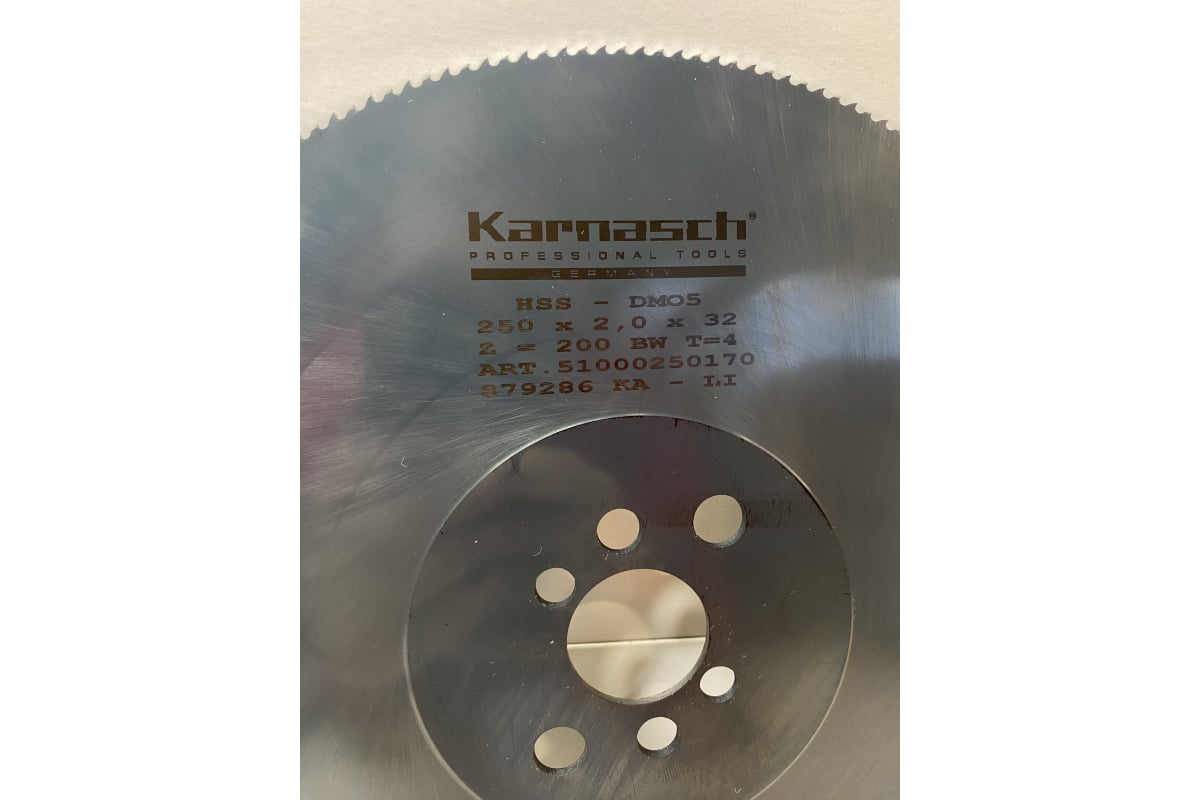 Karnasch®
PROFESSIONAL TOOLS
GERMANY
HSS - DMO5
250 x 2,0 x 32
Z = 200 BW T=4
ART.51000250170
879286 KA - LI